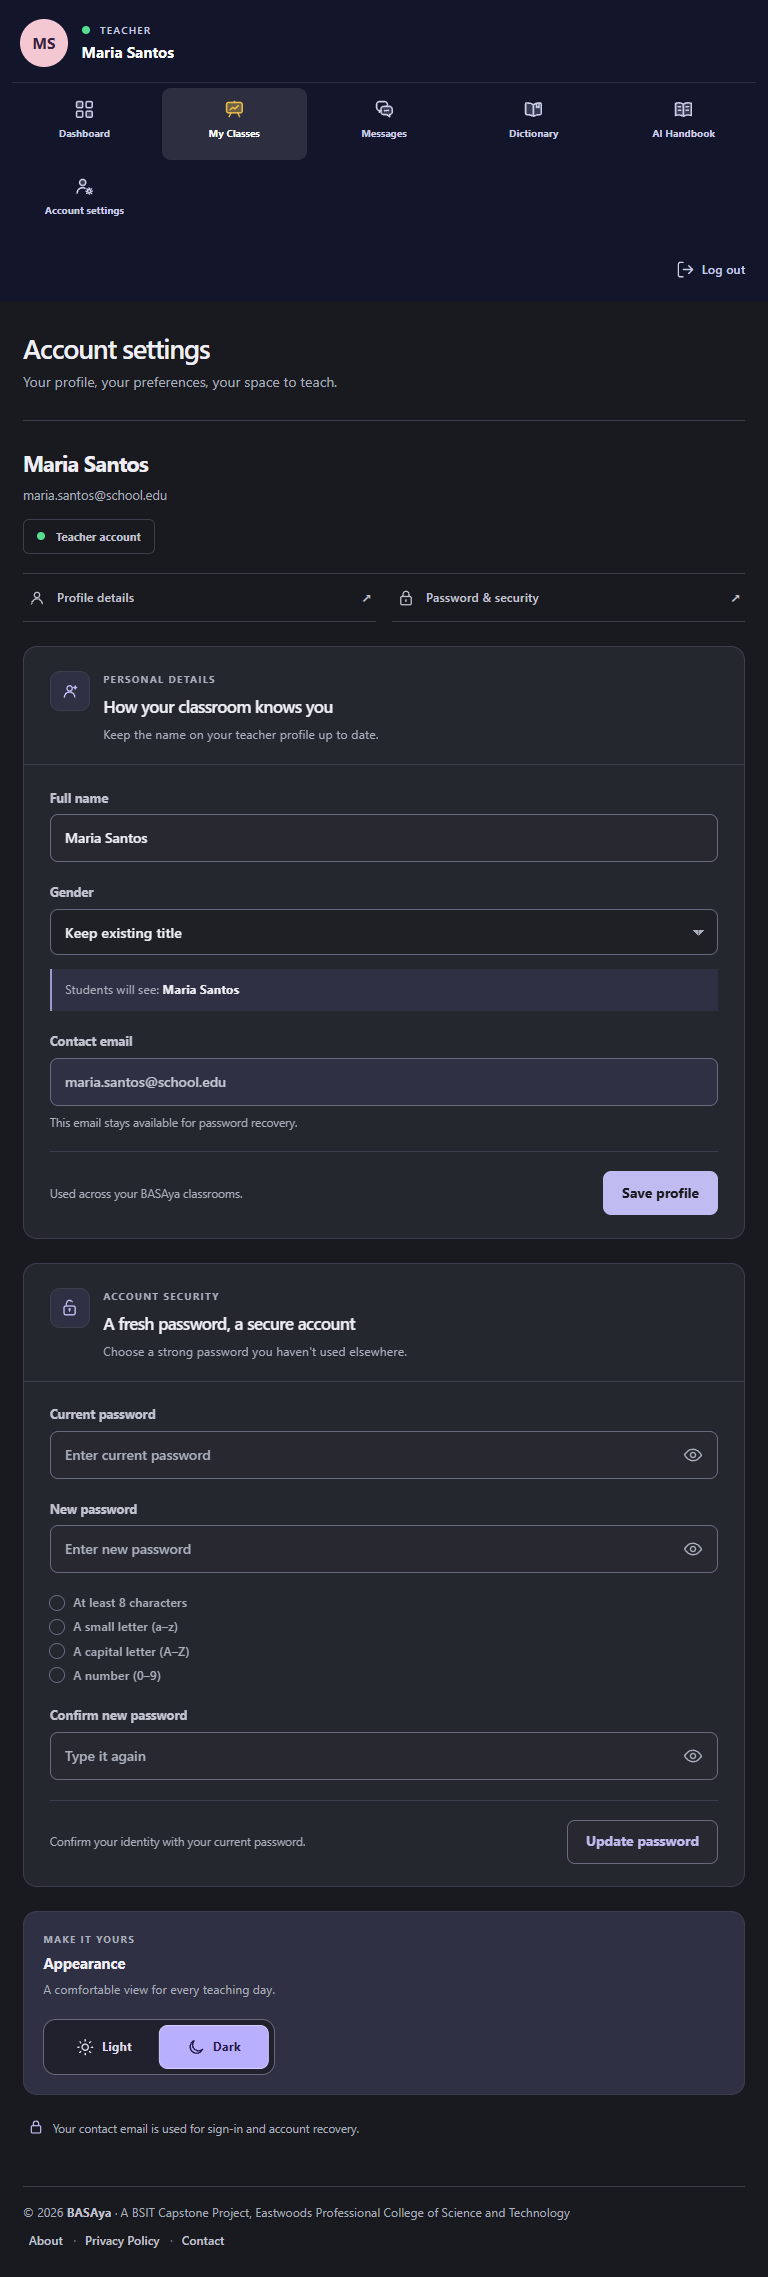 MS
TEACHER
Maria Santos
Dashboard
My Classes
Messages
Dictionary
AI Handbook
Account settings
Log out
Account settings
Your profile, your preferences, your space to teach.
Maria Santos
maria.santos@school.edu
Teacher account
Profile details
Password & security
PERSONAL DETAILS
How your classroom knows you
Keep the name on your teacher profile up to date.
Full name
Maria Santos
Gender
Keep existing title
Students will see: Maria Santos
Contact email
maria.santos@school.edu
This email stays available for password recovery.
Used across your BASAya classrooms.
Save profile
ACCOUNT SECURITY
A fresh password, a secure account
Choose a strong password you haven't used elsewhere.
Current password
Enter current password
New password
Enter new password
At least 8 characters
A small letter (a–z)
A capital letter (A–Z)
A number (0–9)
Confirm new password
Type it again
Confirm your identity with your current password.
Update password
MAKE IT YOURS
Appearance
A comfortable view for every teaching day.
Light
Dark
Your contact email is used for sign-in and account recovery.
© 2026 BASAya · A BSIT Capstone Project, Eastwoods Professional College of Science and Technology
About · Privacy Policy · Contact